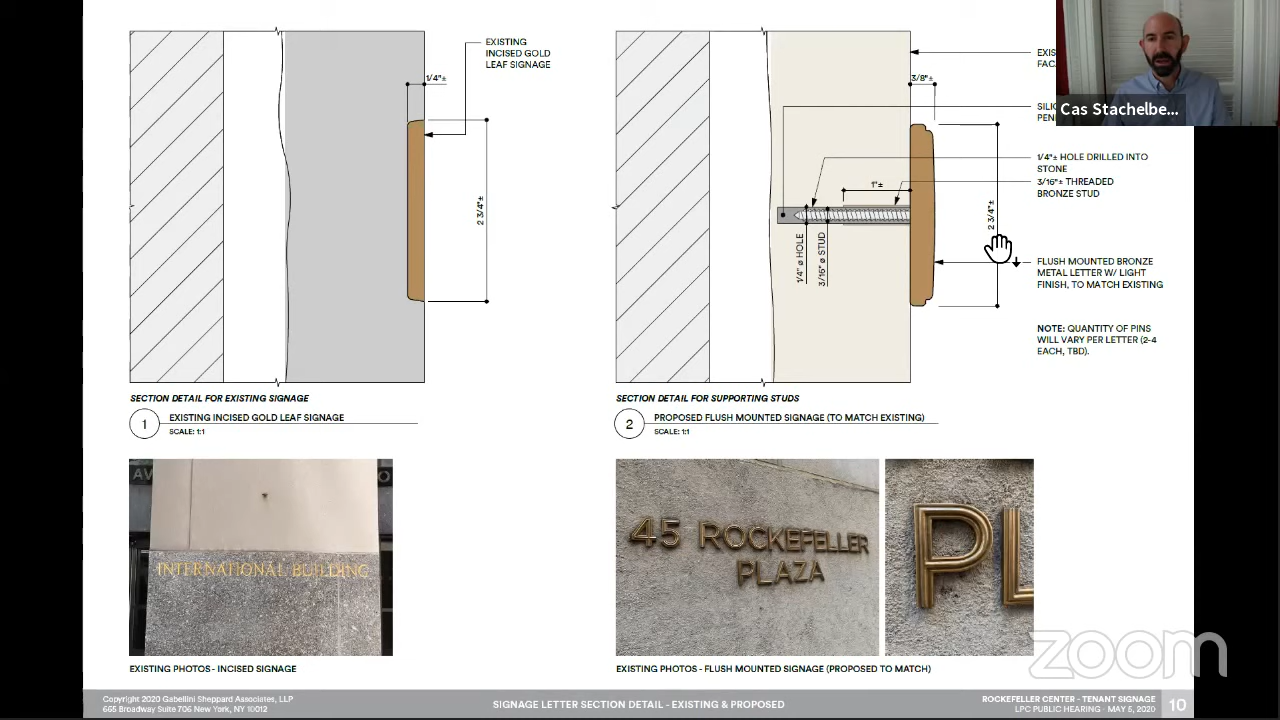 EXISTING
INCISED GOLD
LEAF SIGNAGE
1/4"±
2 3/4"±
SECTION DETAIL FOR EXISTING SIGNAGE
1
EXISTING INCISED GOLD LEAF SIGNAGE
SCALE: 1:1
3/8"±
1/4"± HOLE DRILLED INTO
STONE
3/16"± THREADED
BRONZE STUD
1"±
2 3/4"±
1/4" ø HOLE
3/16" ø STUD
FLUSH MOUNTED BRONZE
METAL LETTER W/ LIGHT
FINISH, TO MATCH EXISTING
NOTE: QUANTITY OF PINS
WILL VARY PER LETTER (2-4
EACH, TBD).
SECTION DETAIL FOR SUPPORTING STUDS
2
PROPOSED FLUSH MOUNTED SIGNAGE (TO MATCH EXISTING)
SCALE: 1:1
Cas Stachelbe...
INTERNATIONAL BUILDING
EXISTING PHOTOS - INCISED SIGNAGE
45 ROCKEFELLER
PLAZA
PL
EXISTING PHOTOS - FLUSH MOUNTED SIGNAGE (PROPOSED TO MATCH)
zoom
Copyright 2020 Gabellini Sheppard Associates, LLP
665 Broadway Suite 706 New York, NY 10012
SIGNAGE LETTER SECTION DETAIL - EXISTING & PROPOSED
ROCKEFELLER CENTER - TENANT SIGNAGE
LPC PUBLIC HEARING - MAY 5, 2020
10